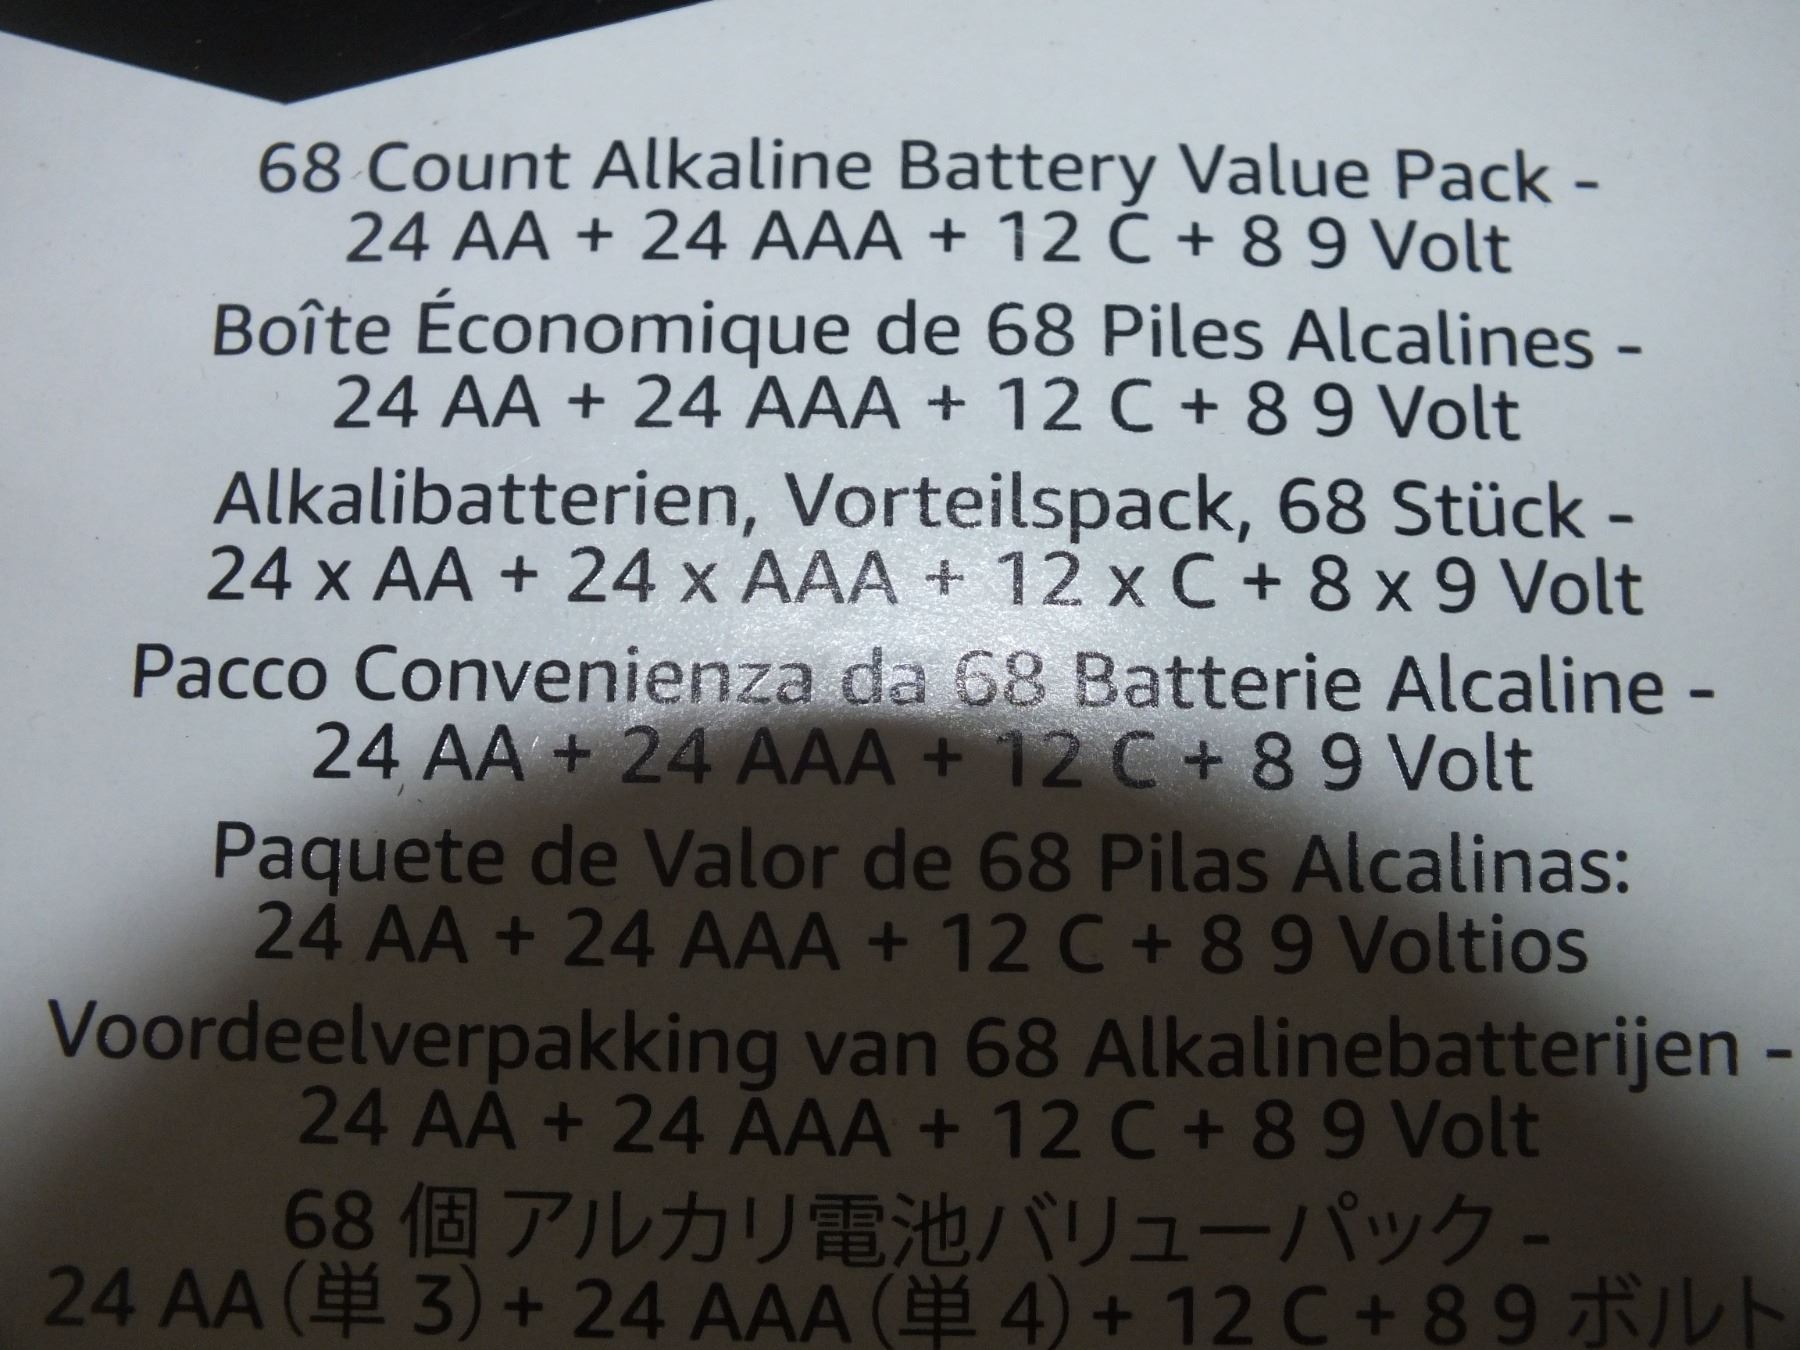 68 Count Alkaline Battery Value Pack -
24 AA + 24 AAA + 12 C + 8 9 Volt
Boîte Économique de 68 Piles Alcalines -
24 AA + 24 AAA + 12 C + 8 9 Volt
Alkalibatterien, Vorteilspack, 68 Stück -
24 x AA + 24 x AAA + 12 x C + 8 x 9 Volt
Pacco Convenienza da 68 Batterie Alcaline -
24 AA + 24 AAA + 12 C + 8 9 Volt
Paquete de Valor de 68 Pilas Alcalinas:
24 AA + 24 AAA + 12 C + 8 9 Voltios
Voordeelverpakking van 68 Alkalinebatterijen -
24 AA + 24 AAA + 12 C + 8 9 Volt
68 個 アルカリ電池バリューパック -
24 AA（単 3）+ 24 AAA（単 4）+ 12 C + 8 9 ボルト